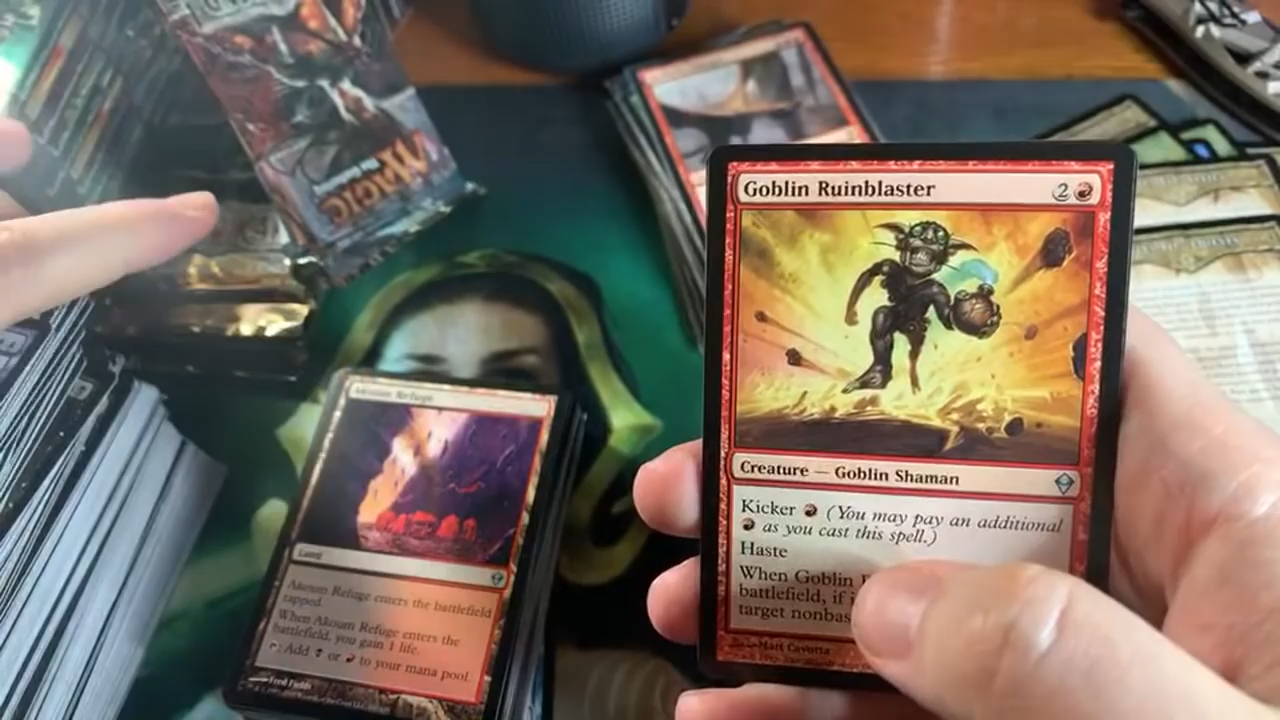 MAGIC
Goblin Ruinblaster 2
Creature — Goblin Shaman
Kicker (You may pay an additional
as you cast this spell.)
Haste
When Goblin
battlefield, if
target nonbas
Matt Cavotta
Akoum Refuge
Land
Akoum Refuge enters the battlefield
tapped.
When Akoum Refuge enters the
battlefield, you gain 1 life.
: Add or to your mana pool.
Fred Fields